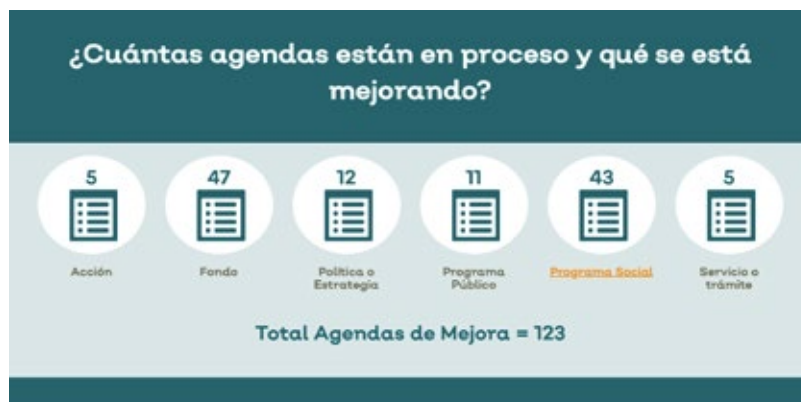 ¿Cuántas agendas están en proceso y qué se está
mejorando?
5
47
12
11
43
5
Acción
Fondo
Política o
Estrategia
Programa
Público
Programa Social
Servicio o
trámite
Total Agendas de Mejora = 123